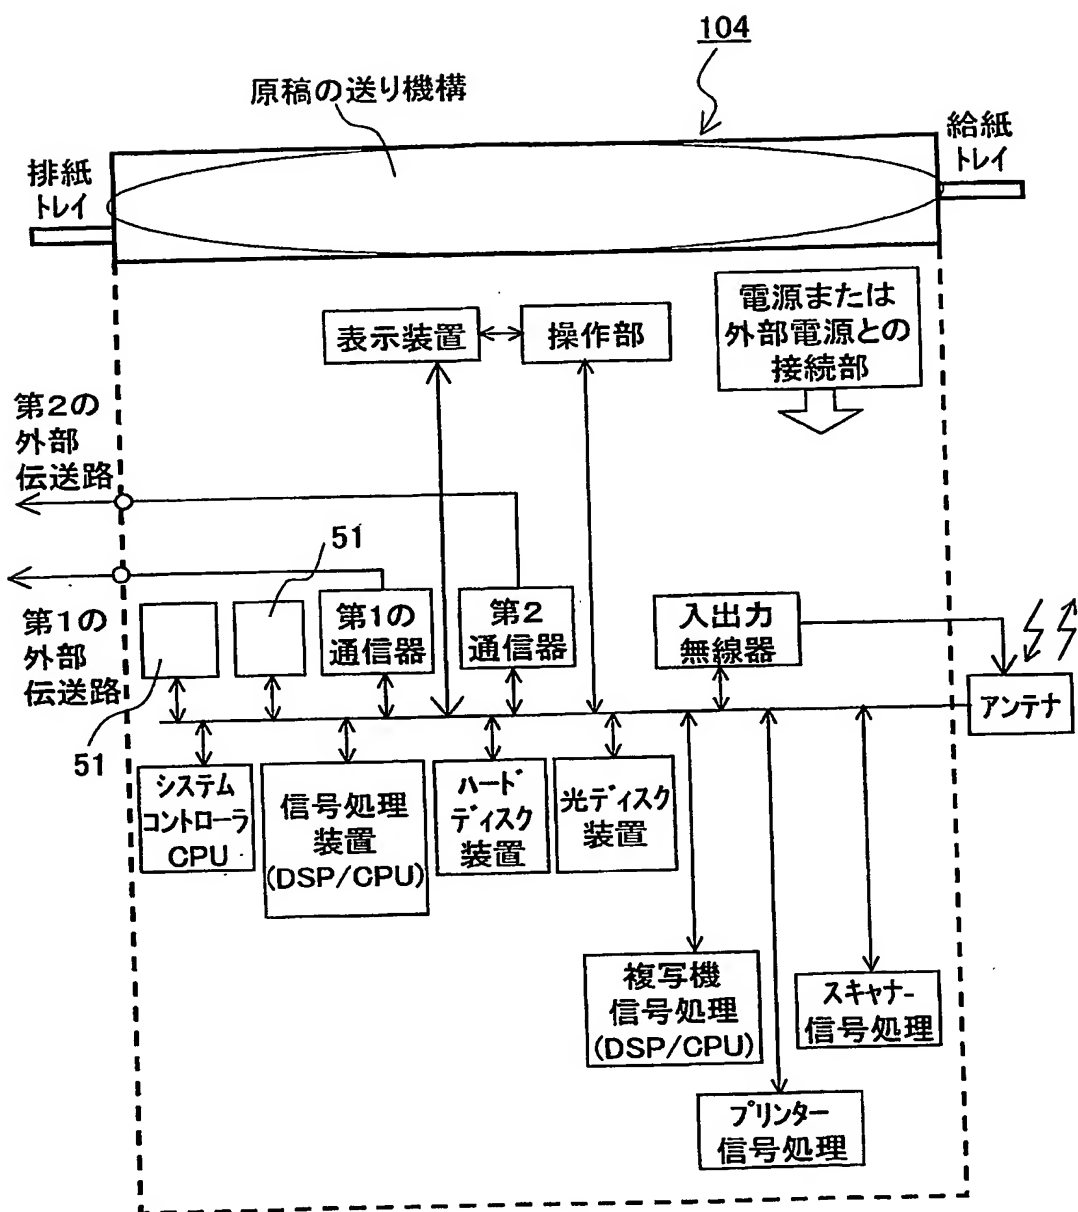 104
原稿の送り機構
給紙
トレイ
排紙
トレイ
電源または
外部電源との
接続部
表示装置
操作部
第2の
外部
伝送路
51
第1の
通信器
第2
通信器
入出力
無線器
第1の
外部
伝送路
アンテナ
51
システム
コントローラ
CPU
信号処理
装置
(DSP/CPU)
ハード
ディスク
装置
光ディスク
装置
複写機
信号処理
(DSP/CPU)
スキャナー
信号処理
プリンター
信号処理